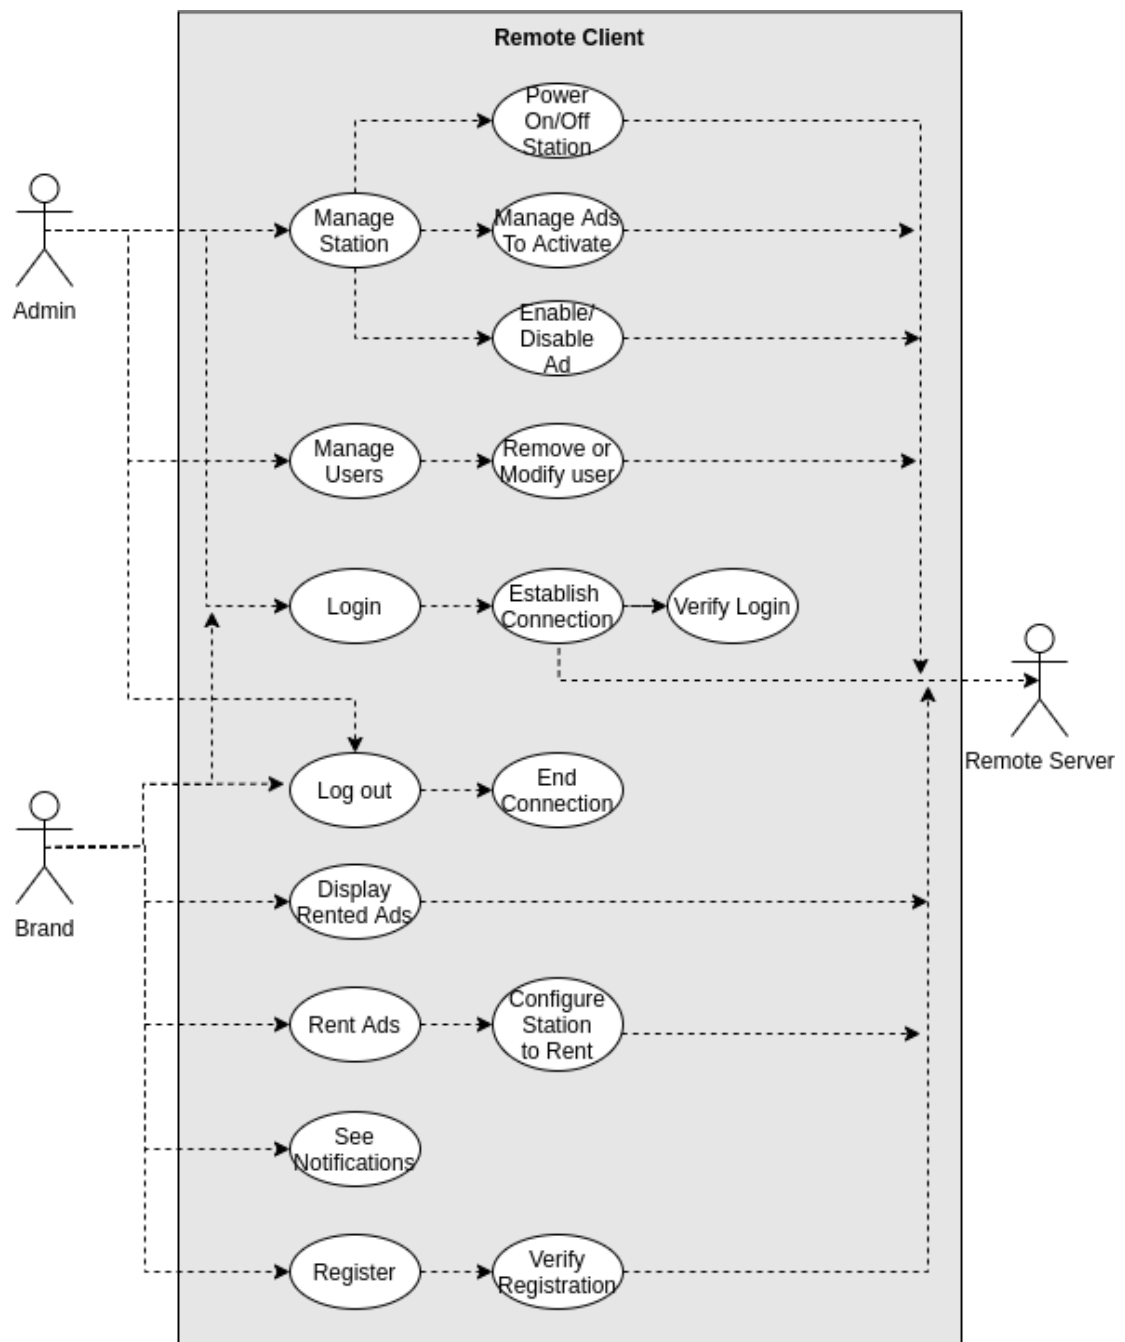 Remote Client
Power
On/Off
Station
Admin
Manage
Station
Manage Ads
To Activate
Enable/
Disable
Ad
Manage
Users
Remove or
Modify user
Login
Establish
Connection
Verify Login
Remote Server
Log out
End
Connection
Brand
Display
Rented Ads
Rent Ads
Configure
Station
to Rent
See
Notifications
Register
Verify
Registration